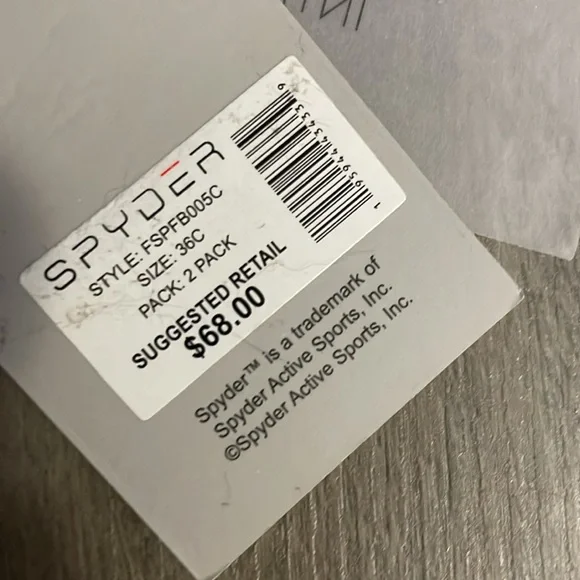 SPYDER
STYLE: FSPFB005C
SIZE: 36C
PACK: 2 PACK
SUGGESTED RETAIL
$68.00
Spyder™ is a trademark of
Spyder Active Sports, Inc.
©Spyder Active Sports, Inc.